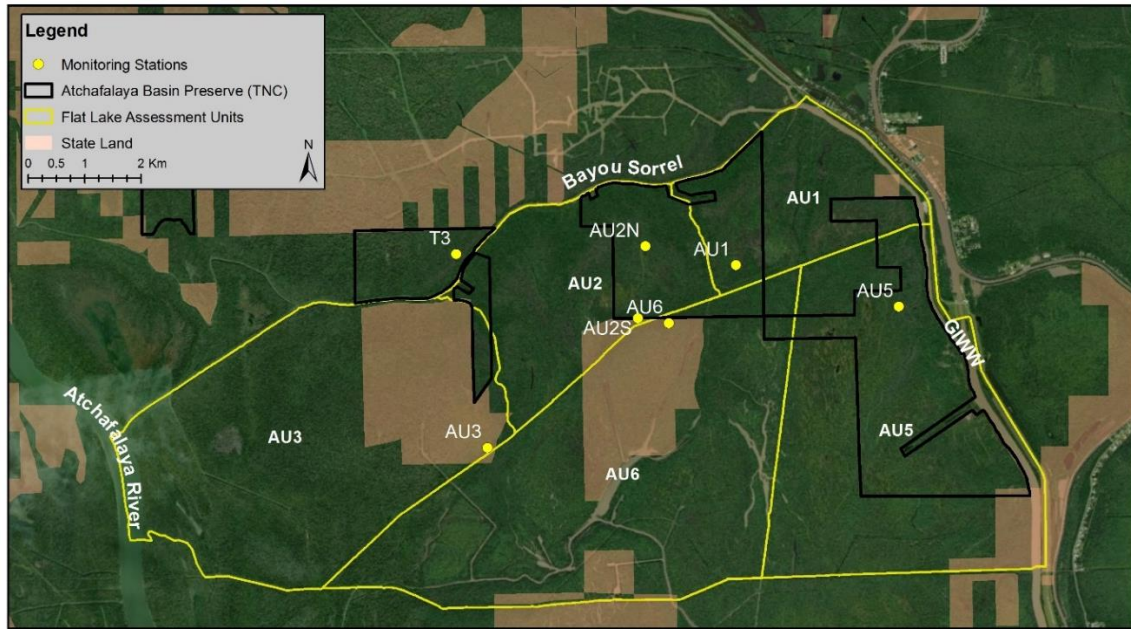 Legend
Monitoring Stations
Atchafalaya Basin Preserve (TNC)
Flat Lake Assessment Units
State Land
0 0.5 1 2 Km
N
Bayou Sorrel
AU1
T3
AU2N
AU1
AU2
AU6
AU5
AU2S
GIWW
Atchafalaya River
AU3
AU3
AU5
AU6